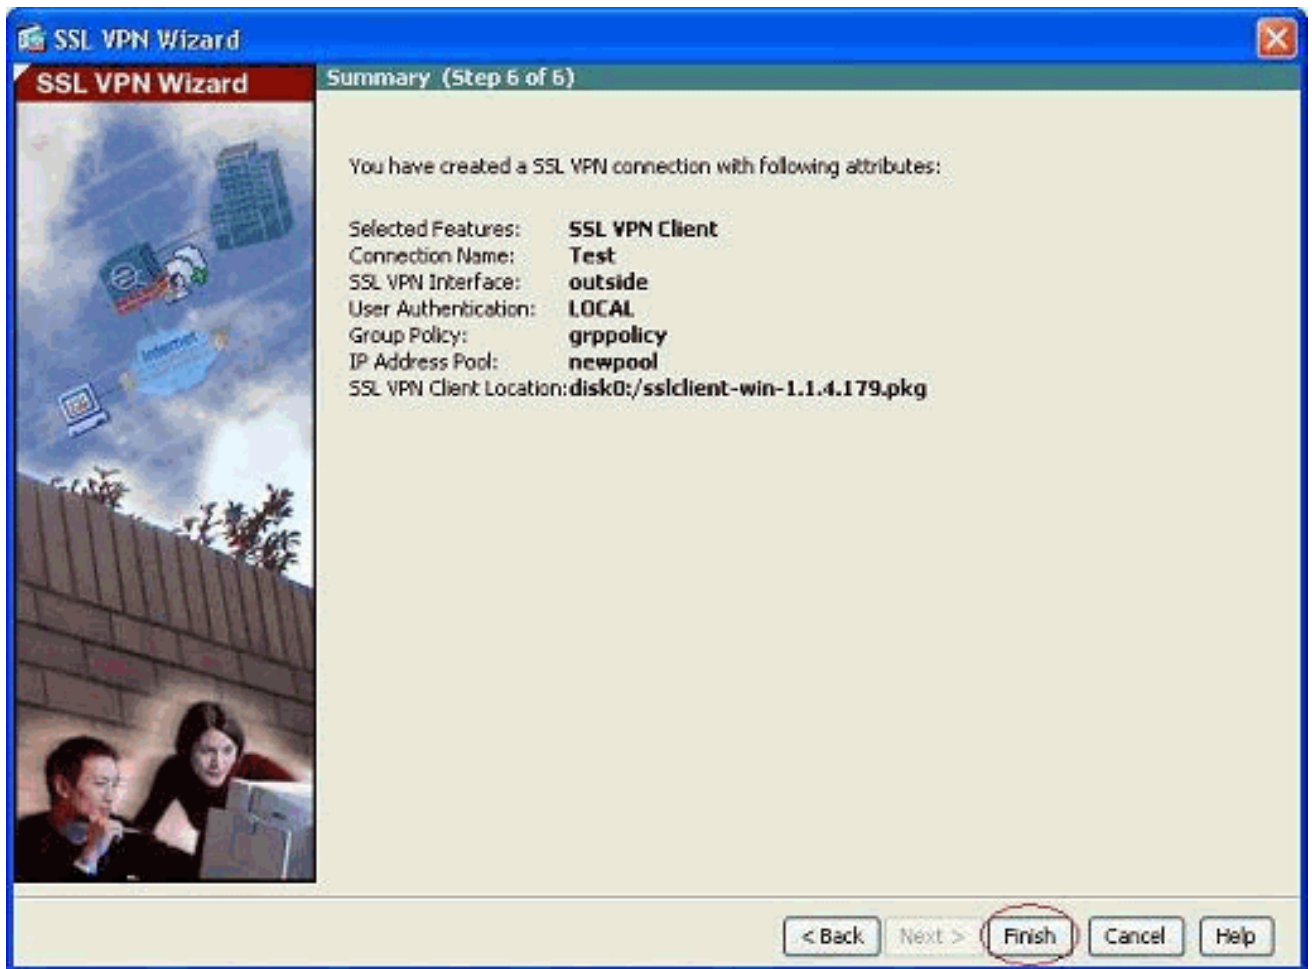 SSL VPN Wizard
SSL VPN Wizard
Summary (Step 6 of 6)
You have created a SSL VPN connection with following attributes:
Selected Features: SSL VPN Client
Connection Name: Test
SSL VPN Interface: outside
User Authentication: LOCAL
Group Policy: grppolicy
IP Address Pool: newpool
SSL VPN Client Location: disk0:/sslclient-win-1.1.4.179.pkg
Internet
< Back Next > Finish Cancel Help